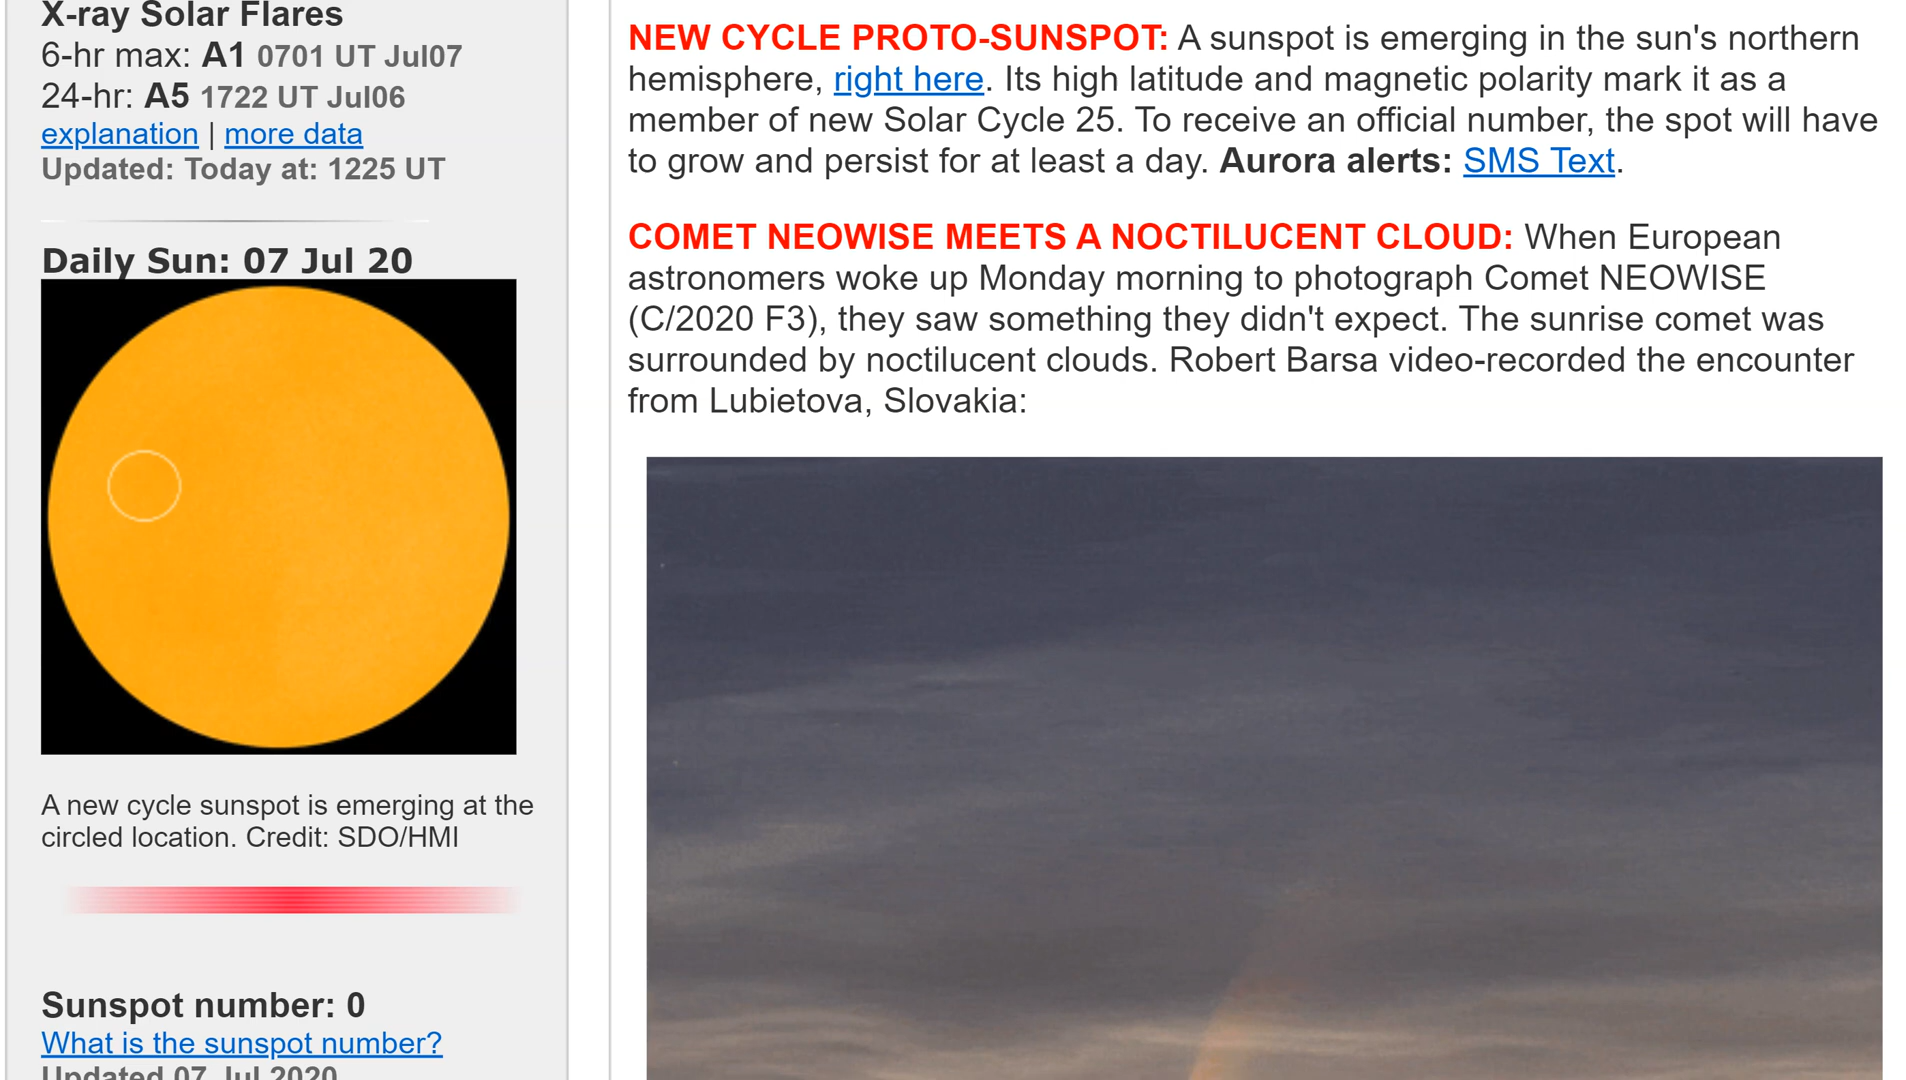 X-ray Solar Flares
6-hr max: A1 0701 UT Jul07
24-hr: A5 1722 UT Jul06
explanation | more data
Updated: Today at: 1225 UT
Daily Sun: 07 Jul 20
A new cycle sunspot is emerging at the
circled location. Credit: SDO/HMI
Sunspot number: 0
What is the sunspot number?
Updated 07 Jul 2020
NEW CYCLE PROTO-SUNSPOT: A sunspot is emerging in the sun's northern
hemisphere, right here. Its high latitude and magnetic polarity mark it as a
member of new Solar Cycle 25. To receive an official number, the spot will have
to grow and persist for at least a day. Aurora alerts: SMS Text.
COMET NEOWISE MEETS A NOCTILUCENT CLOUD: When European
astronomers woke up Monday morning to photograph Comet NEOWISE
(C/2020 F3), they saw something they didn't expect. The sunrise comet was
surrounded by noctilucent clouds. Robert Barsa video-recorded the encounter
from Lubietova, Slovakia: